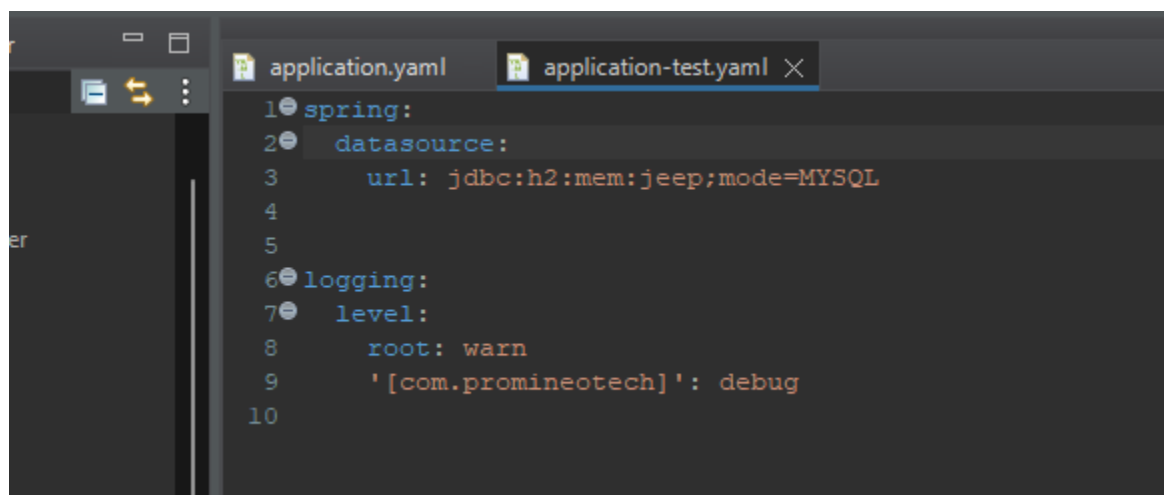 r
application.yaml application-test.yaml
er
1 spring:
2 datasource:
3 url: jdbc:h2:mem:jeep;mode=MYSQL
4
5
6 logging:
7 level:
8 root: warn
9 '[com.promineotech]': debug
10